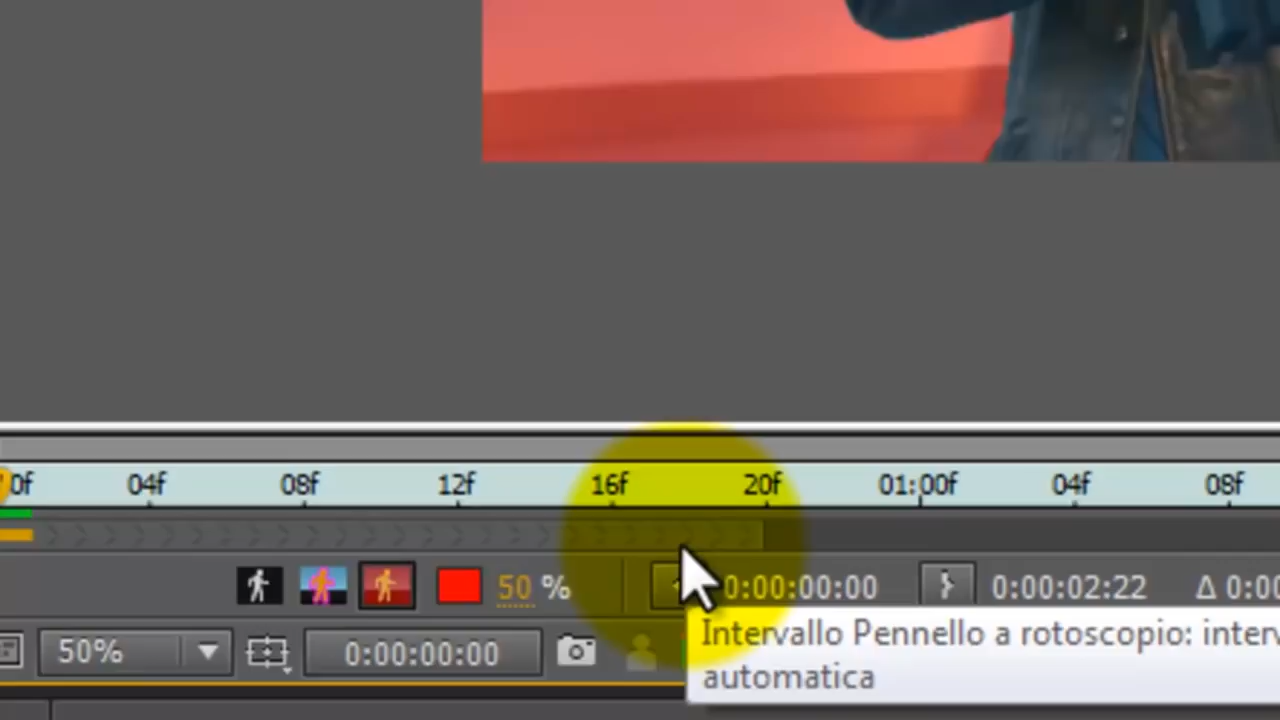 0f 04f 08f 12f 16f 20f 01:00f 04f 08f
50 % 0:00:00:00 0:00:02:22 Δ 0:00
50% 0:00:00:00
Intervallo Pennello a rotoscopio: interv
automatica